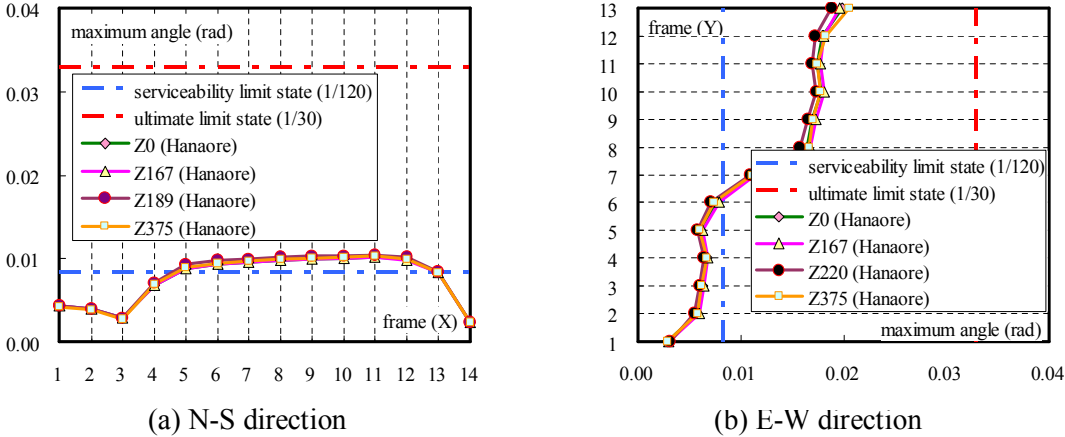 0.04
0.03
0.02
0.01
0.00
maximum angle (rad)
serviceability limit state (1/120)
ultimate limit state (1/30)
Z0 (Hanaore)
Z167 (Hanaore)
Z189 (Hanaore)
Z375 (Hanaore)
frame (X)
1 2 3 4 5 6 7 8 9 10 11 12 13 14
(a) N-S direction
13
12
11
10
9
8
7
6
5
4
3
2
1
frame (Y)
serviceability limit state (1/120)
ultimate limit state (1/30)
Z0 (Hanaore)
Z167 (Hanaore)
Z220 (Hanaore)
Z375 (Hanaore)
maximum angle (rad)
0.00 0.01 0.02 0.03 0.04
(b) E-W direction